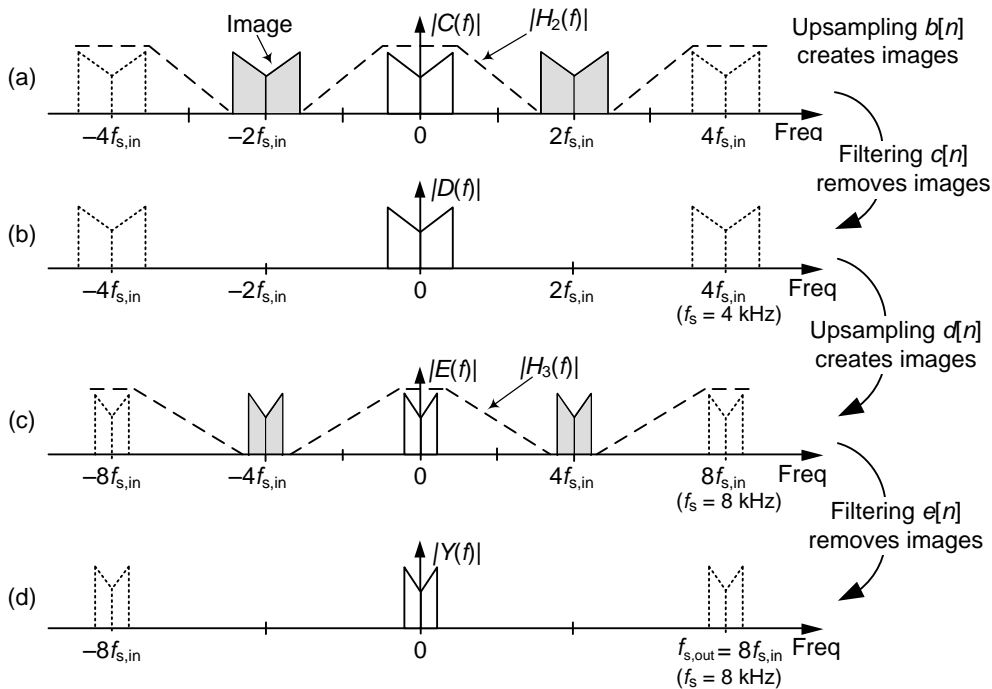 Image
|C(f)|
|H2(f)|
Upsampling b[n]
creates images
(a)
–4fs,in
–2fs,in
0
2fs,in
4fs,in
Freq
Filtering c[n]
removes images
|D(f)|
(b)
–4fs,in
–2fs,in
0
2fs,in
4fs,in
Freq
(fs = 4 kHz)
Upsampling d[n]
creates images
|E(f)|
|H3(f)|
(c)
–8fs,in
–4fs,in
0
4fs,in
8fs,in
Freq
(fs = 8 kHz)
Filtering e[n]
removes images
|Y(f)|
(d)
–8fs,in
0
fs,out = 8fs,in
Freq
(fs = 8 kHz)